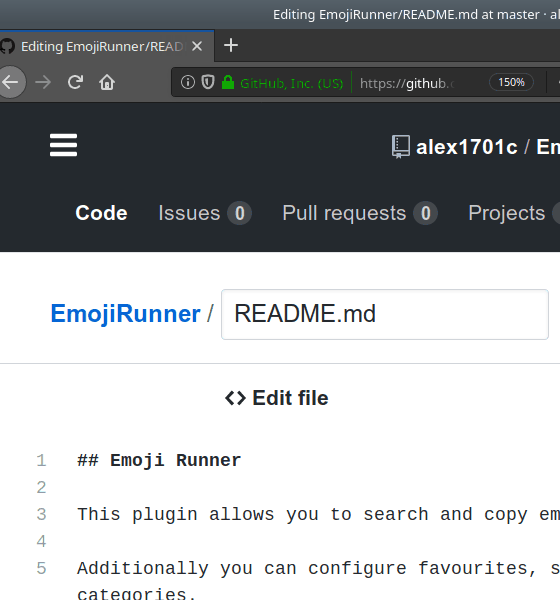 Editing EmojiRunner/README.md at master · al
Editing EmojiRunner/READ
GitHub, Inc. (US)
https://github.c
150%
alex1701c / En
Code
Issues 0
Pull requests 0
Projects
EmojiRunner /
README.md
<> Edit file
1 ## Emoji Runner
2
3 This plugin allows you to search and copy em
4
5 Additionally you can configure favourites, s
categories.